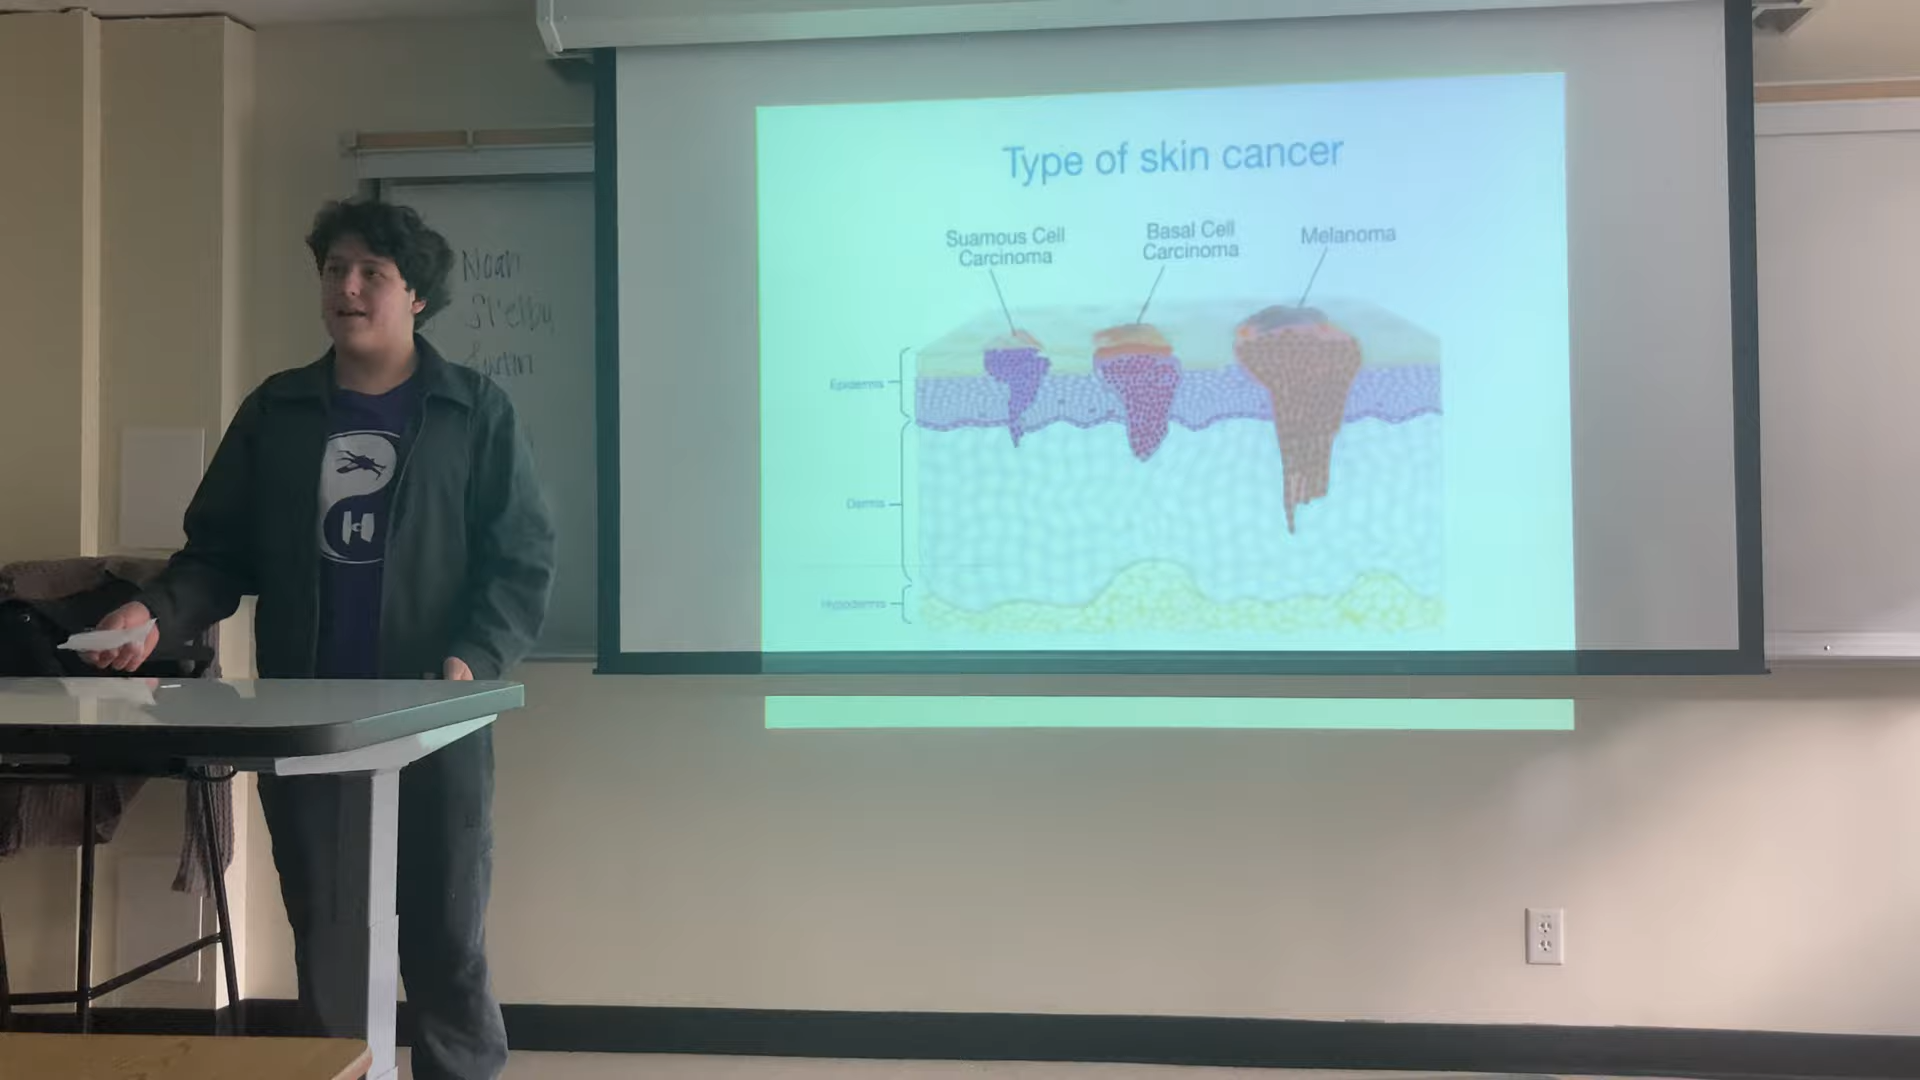 Noah
Shelby
Type of skin cancer
Suamous Cell
Carcinoma
Basal Cell
Carcinoma
Melanoma
Epidermis
Dermis
Hypodermis